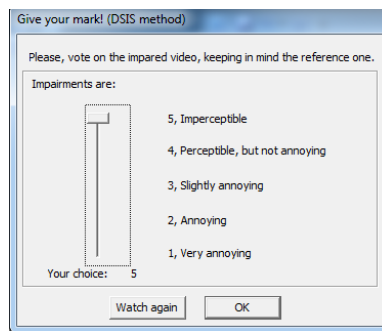 Give your mark! (DSIS method)
Please, vote on the impared video, keeping in mind the reference one.
Impairments are:
5, Imperceptible
4, Perceptible, but not annoying
3, Slightly annoying
2, Annoying
1, Very annoying
Your choice: 5
Watch again OK